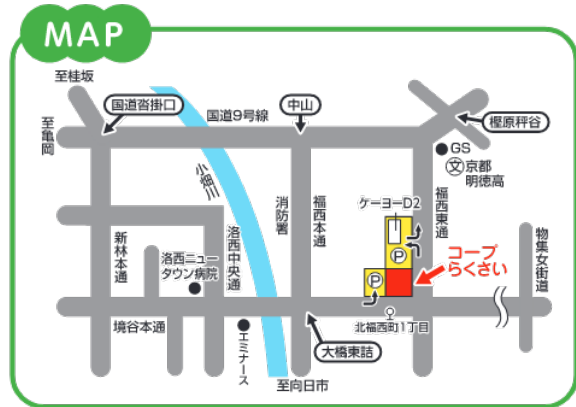 MAP
至桂坂
国道沓掛口
国道9号線
中山
樫原秤谷
至亀岡
GS
文
京都
明徳高
小畑川
消防署
福西本通
ケーヨーD2
福西東通
物集女街道
新林本通
洛西ニュー
タウン病院
洛西中央通
P
コープ
らくさい
P
境谷本通
エミナース
北福西町1丁目
大橋東詰
至向日市